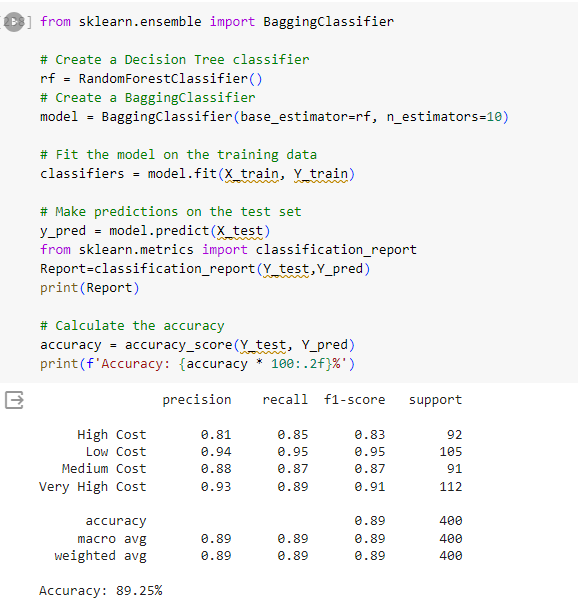 from sklearn.ensemble import BaggingClassifier
# Create a Decision Tree classifier
rf = RandomForestClassifier()
# Create a BaggingClassifier
model = BaggingClassifier(base_estimator=rf, n_estimators=10)
# Fit the model on the training data
classifiers = model.fit(X_train, Y_train)
# Make predictions on the test set
y_pred = model.predict(X_test)
from sklearn.metrics import classification_report
Report=classification_report(Y_test,Y_pred)
print(Report)
# Calculate the accuracy
accuracy = accuracy_score(Y_test, Y_pred)
print(f'Accuracy: {accuracy * 100:.2f}%')
precision recall f1-score support
High Cost 0.81 0.85 0.83 92
Low Cost 0.94 0.95 0.95 105
Medium Cost 0.88 0.87 0.87 91
Very High Cost 0.93 0.89 0.91 112
accuracy 0.89 400
macro avg 0.89 0.89 0.89 400
weighted avg 0.89 0.89 0.89 400
Accuracy: 89.25%